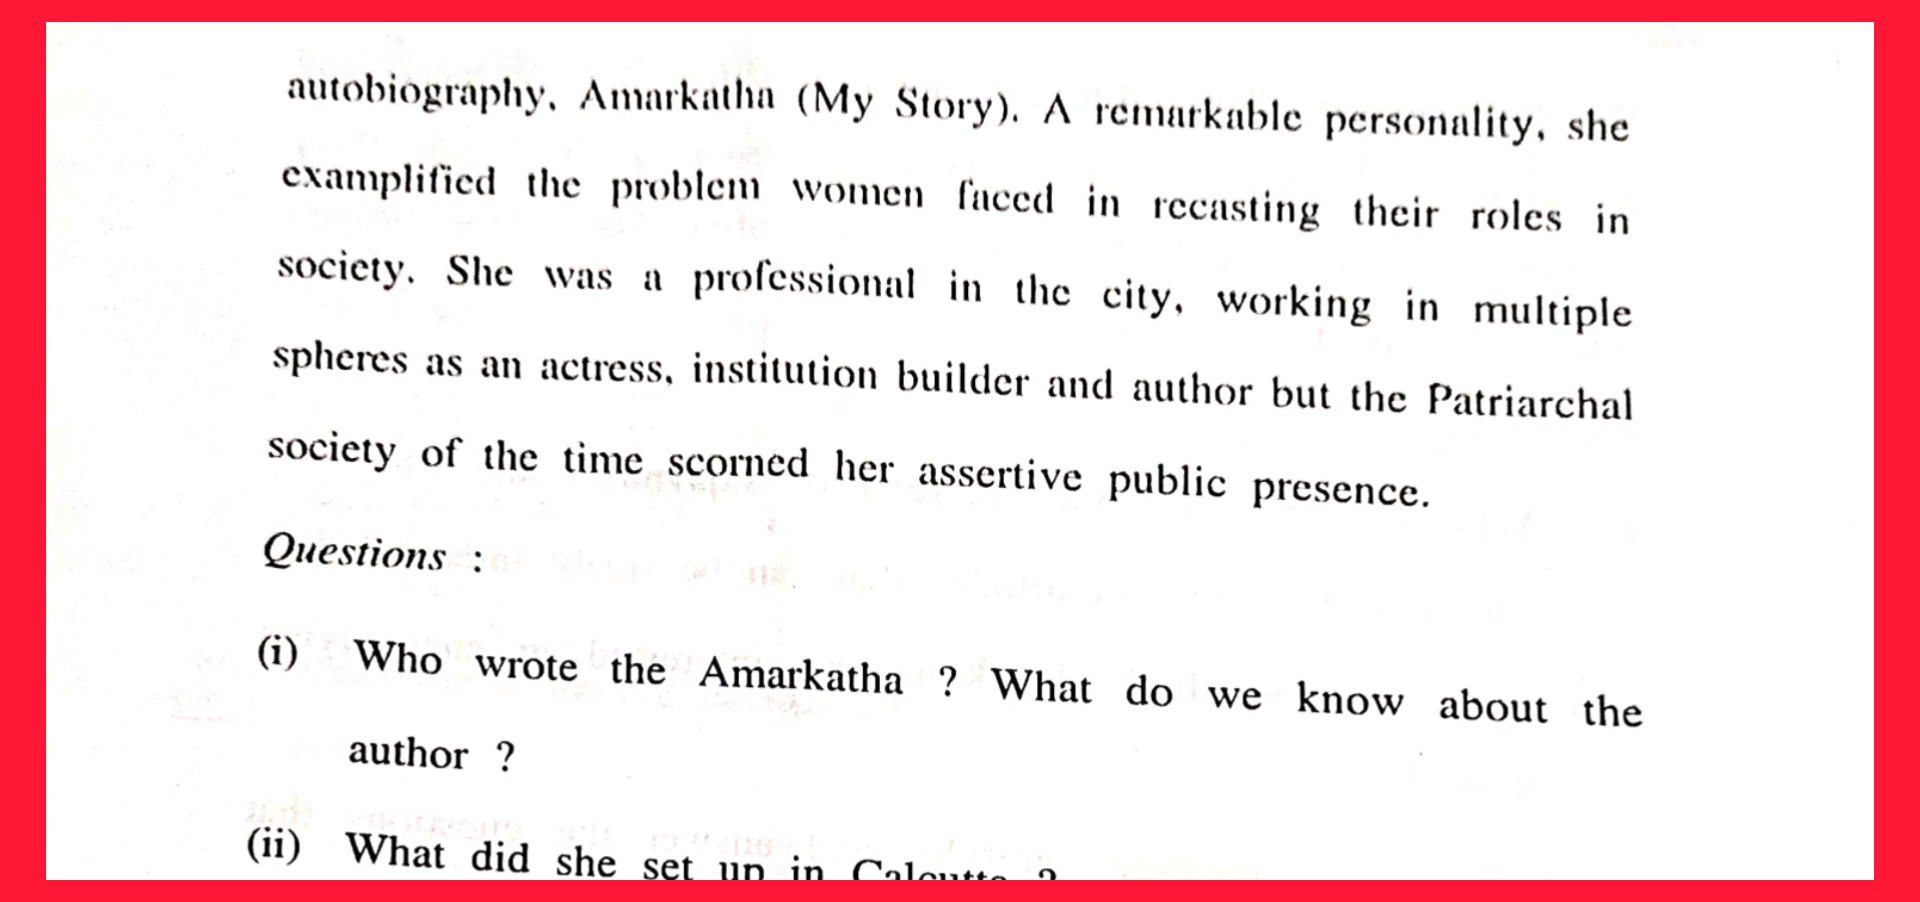 autobiography, Amarkatha (My Story). A remarkable personality, she
examplified the problem women faced in recasting their roles in
society. She was a professional in the city, working in multiple
spheres as an actress, institution builder and author but the Patriarchal
society of the time scorned her assertive public presence.
Questions :
(i) Who wrote the Amarkatha ? What do we know about the
author ?
(ii) What did she set up in Calcutta ?